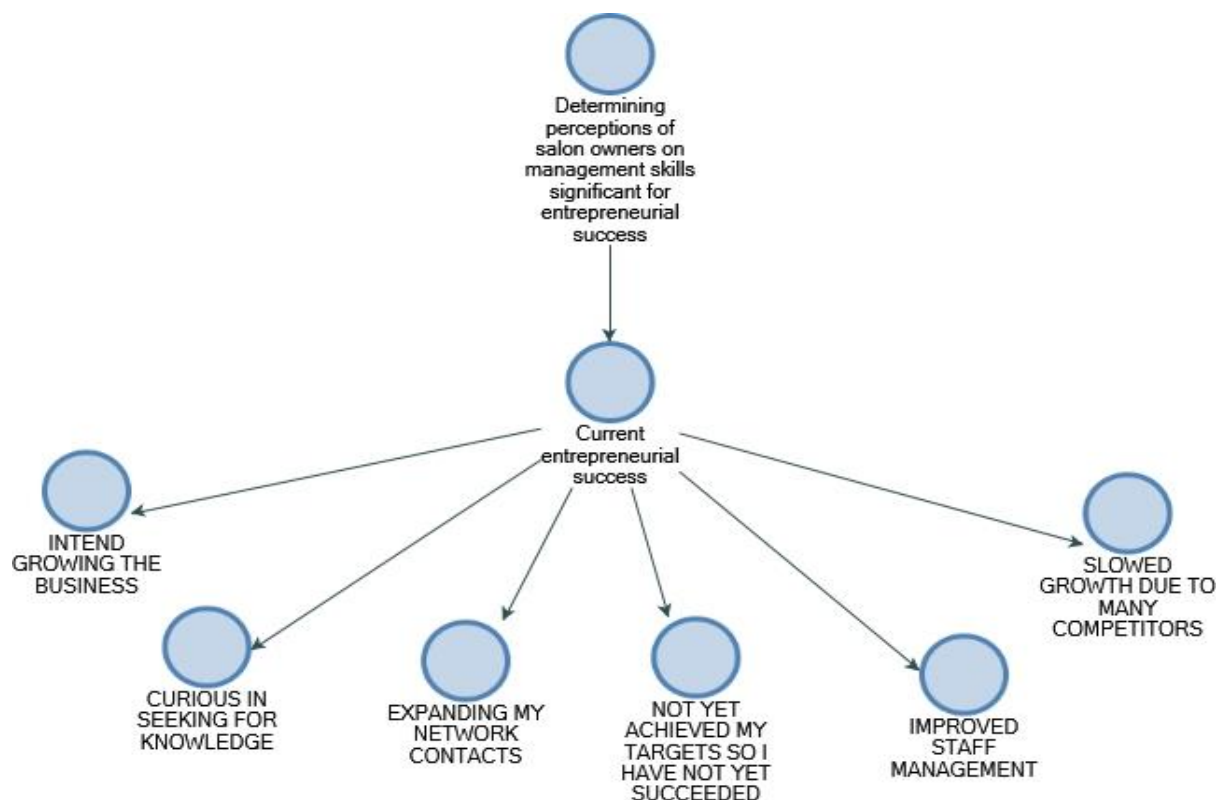 Determining
perceptions of
salon owners on
management skills
significant for
entrepreneurial
success
Current
entrepreneurial
success
INTEND
GROWING THE
BUSINESS
CURIOUS IN
SEEKING FOR
KNOWLEDGE
EXPANDING MY
NETWORK
CONTACTS
NOT YET
ACHIEVED MY
TARGETS SO I
HAVE NOT YET
SUCCEEDED
IMPROVED
STAFF
MANAGEMENT
SLOWED
GROWTH DUE TO
MANY
COMPETITORS